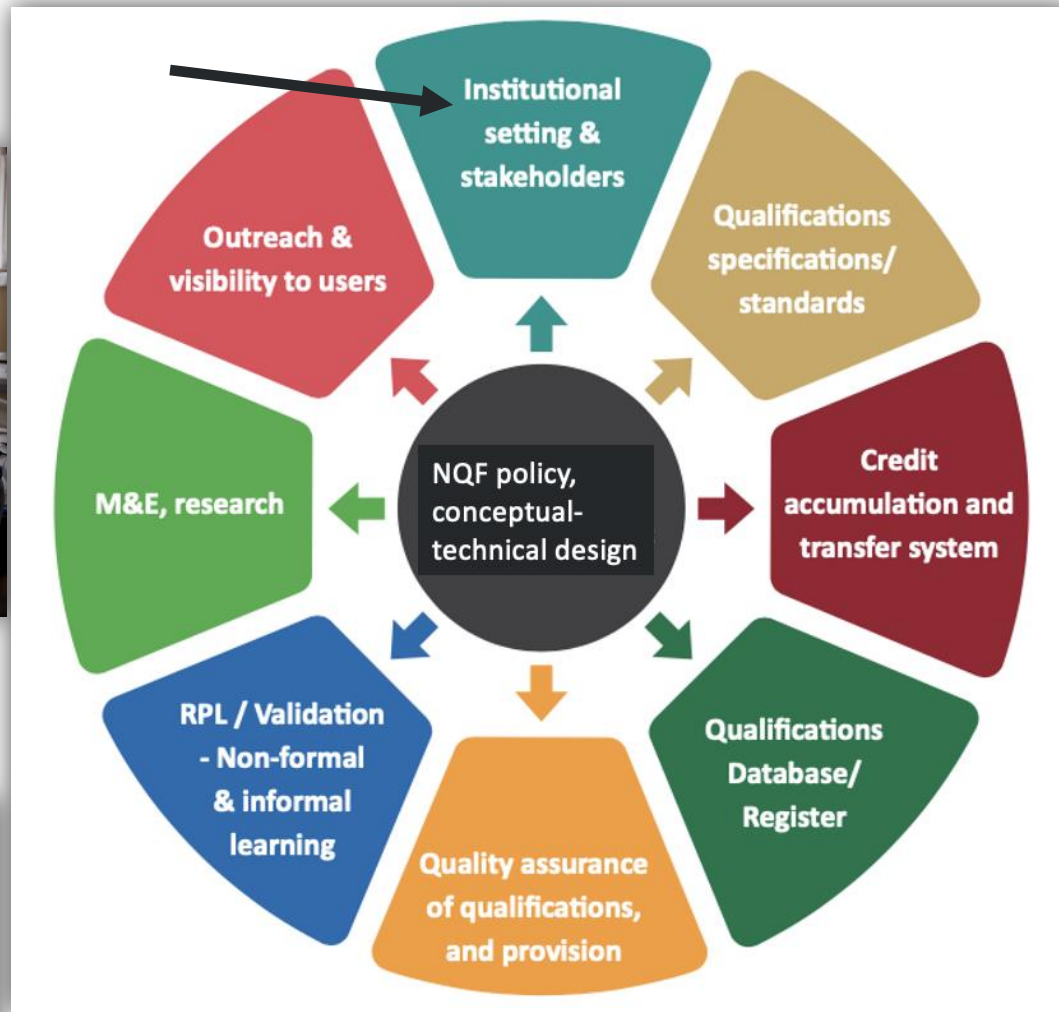 Institutional
setting &
stakeholders
Qualifications
specifications/
standards
Credit
accumulation and
transfer system
Qualifications
Database/
Register
Quality assurance
of qualifications,
and provision
RPL / Validation
- Non-formal
& informal
learning
M&E, research
Outreach &
visibility to users
NQF policy,
conceptual-
technical design